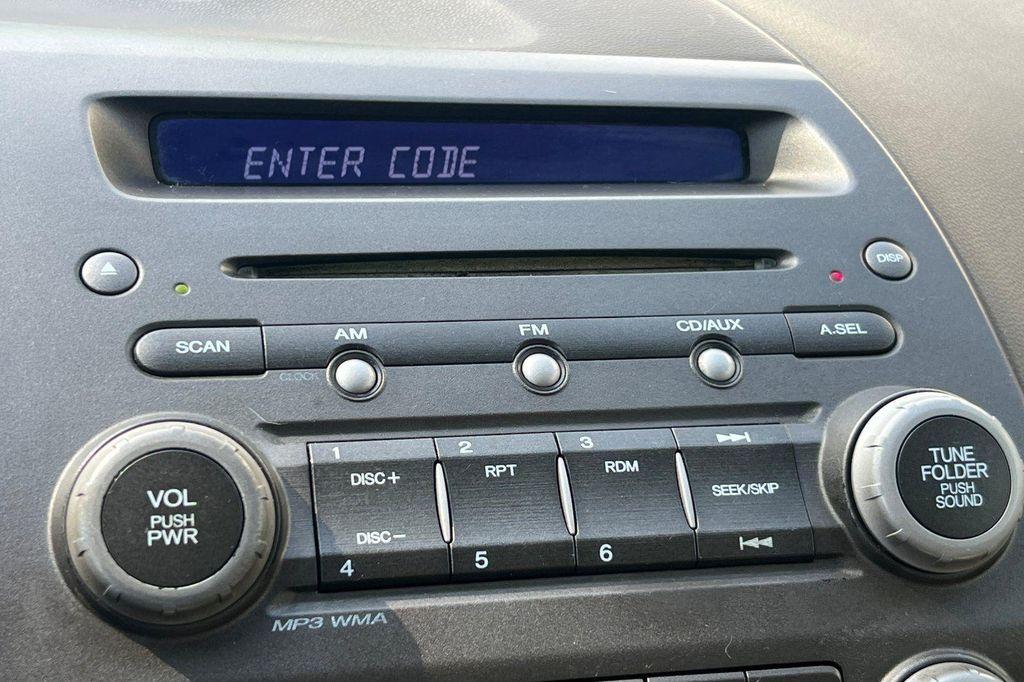 ENTER CODE
DISP
SCAN
AM
FM
CD/AUX
A.SEL
CLOCK
1
2
3
DISC+
RPT
RDM
SEEK/SKIP
DISC−
4
5
6
VOL
PUSH
PWR
TUNE
FOLDER
PUSH
SOUND
MP3 WMA